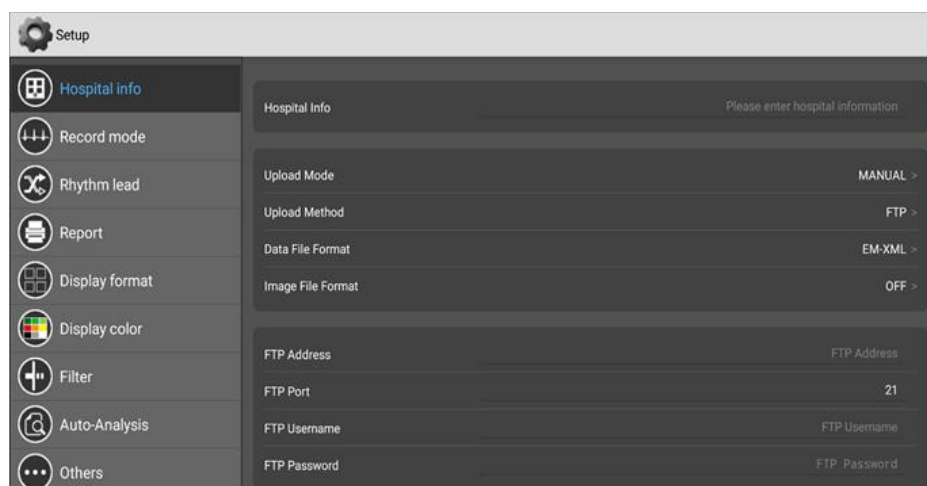 Setup
Hospital info
Record mode
Rhythm lead
Report
Display format
Display color
Filter
Auto-Analysis
Others
Hospital Info Please enter hospital information
Upload Mode MANUAL >
Upload Method FTP >
Data File Format EM-XML >
Image File Format OFF >
FTP Address FTP Address
FTP Port 21
FTP Username FTP Username
FTP Password FTP Password